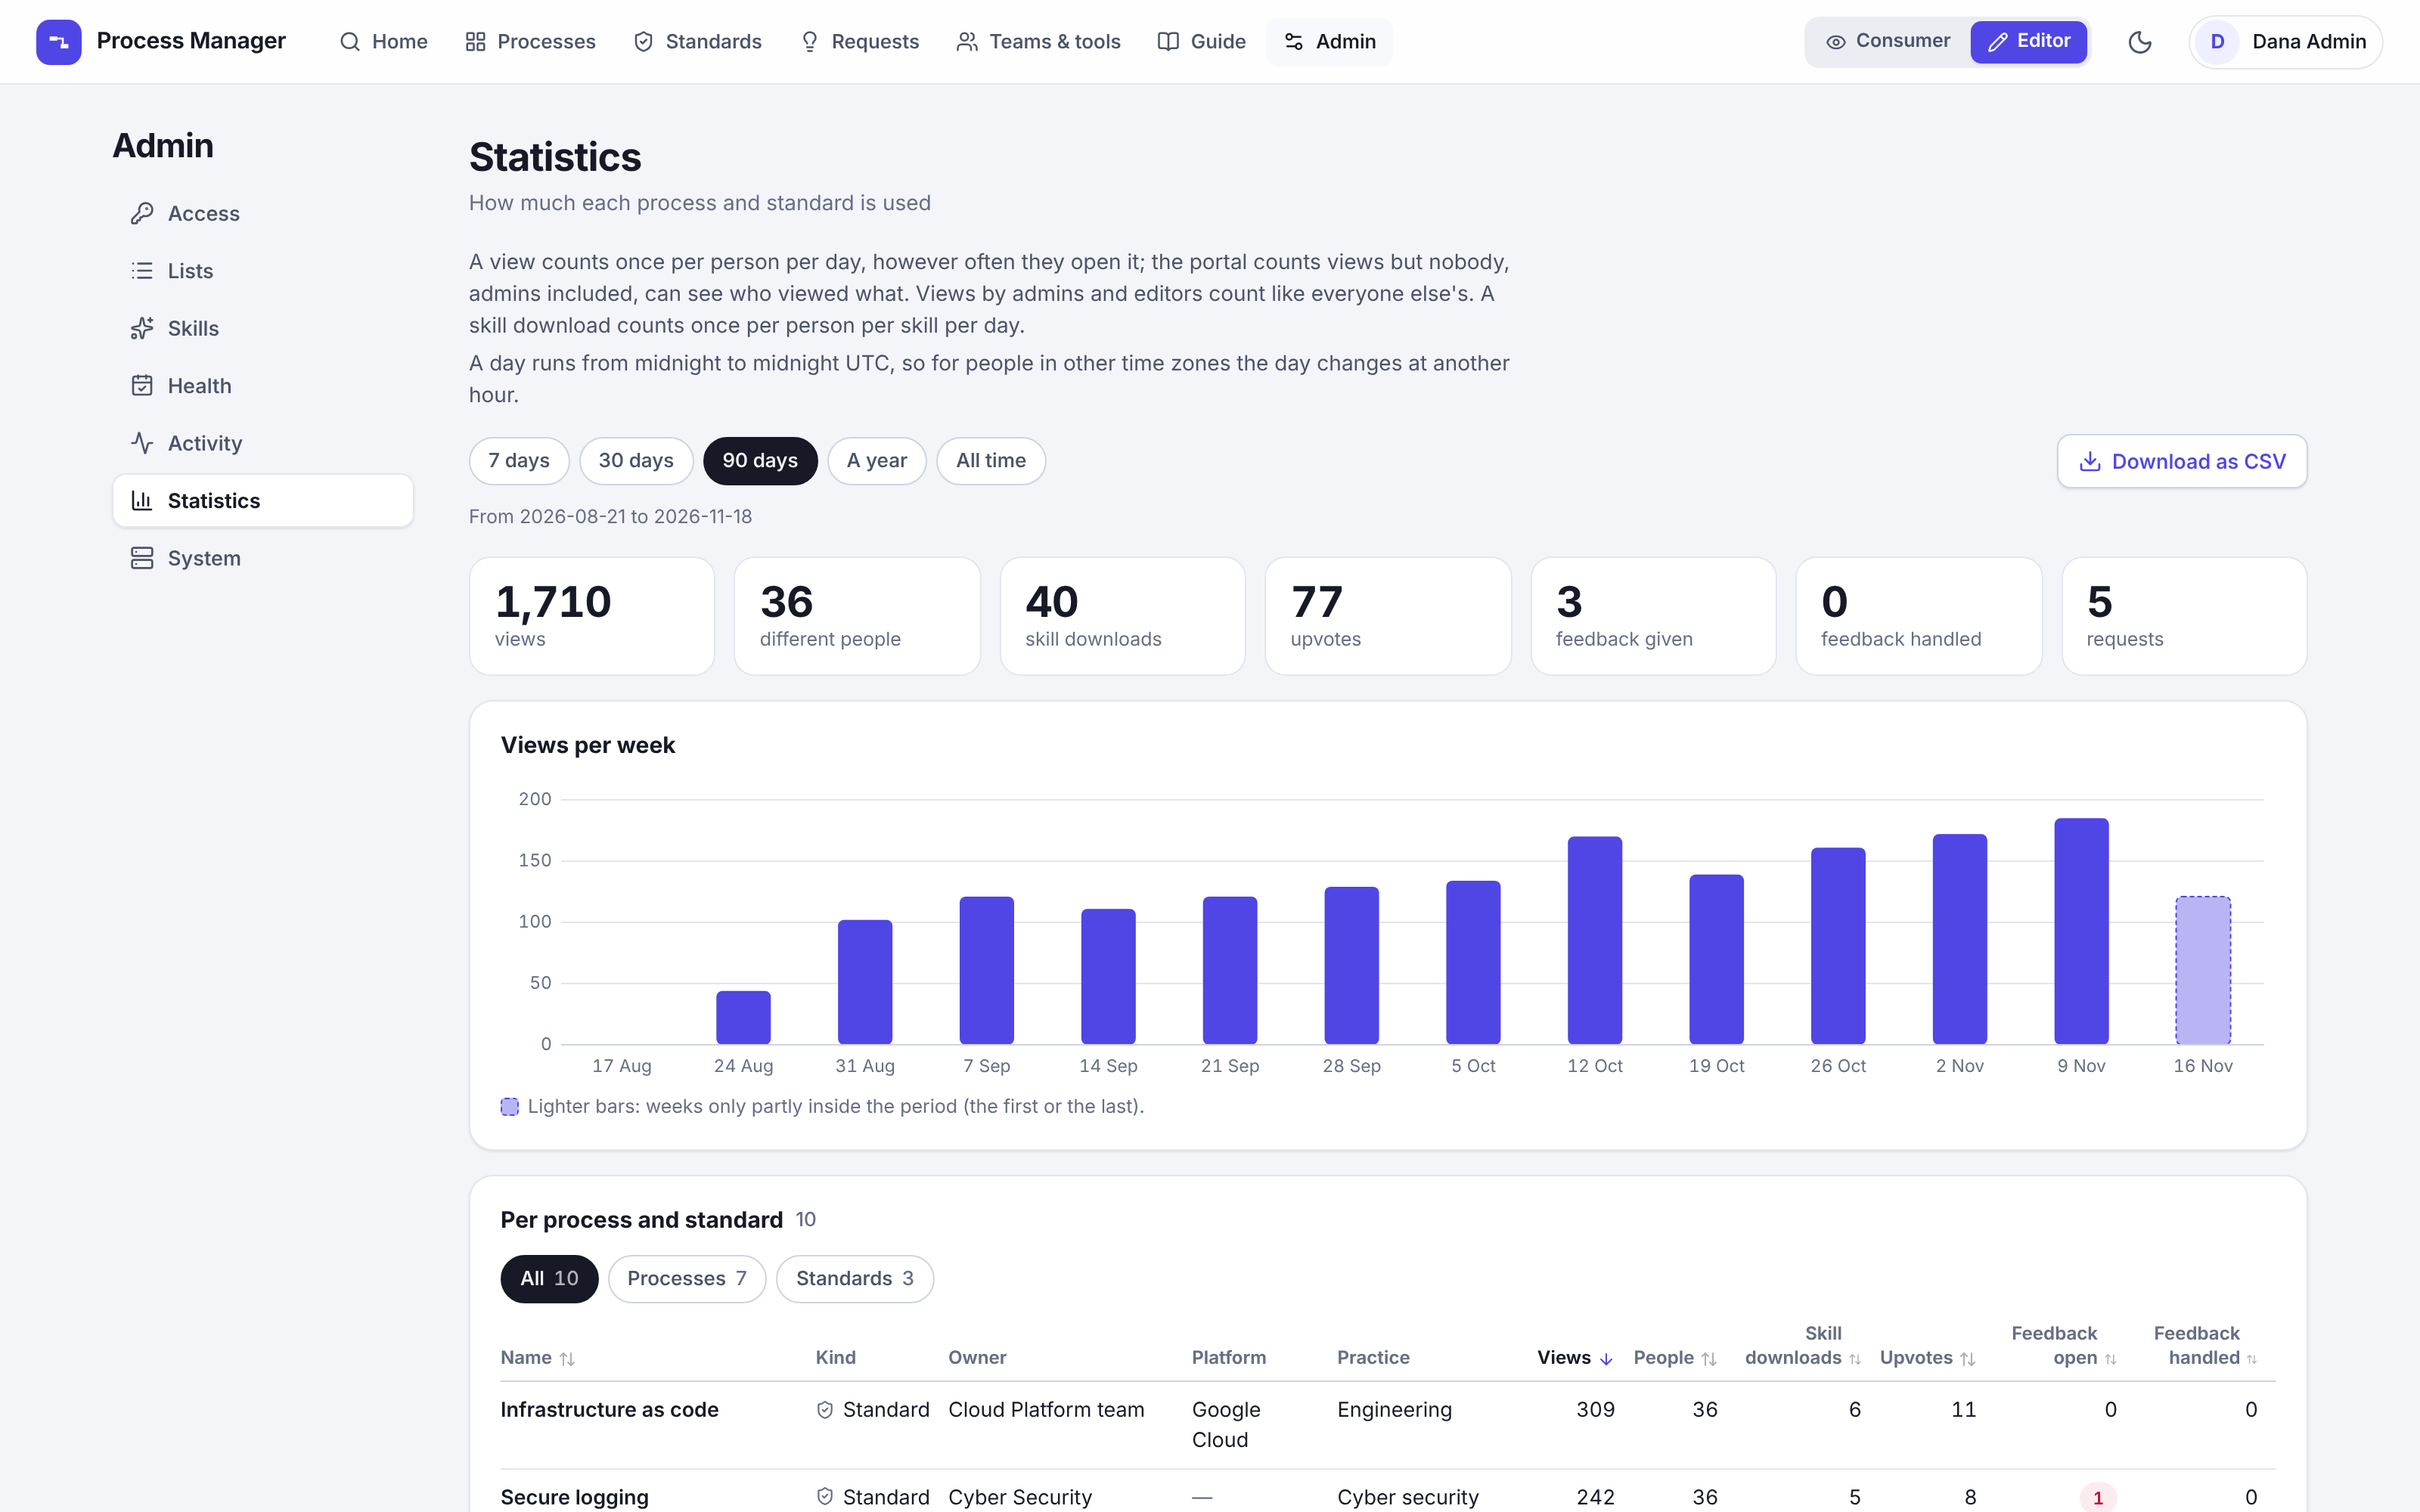 Process Manager
Home
Processes
Standards
Requests
Teams & tools
Guide
Admin
Consumer
Editor
D
Dana Admin
Admin
Access
Lists
Skills
Health
Activity
Statistics
System
Statistics
How much each process and standard is used
A view counts once per person per day, however often they open it; the portal counts views but nobody,
admins included, can see who viewed what. Views by admins and editors count like everyone else's. A
skill download counts once per person per skill per day.
A day runs from midnight to midnight UTC, so for people in other time zones the day changes at another
hour.
7 days
30 days
90 days
A year
All time
Download as CSV
From 2026-08-21 to 2026-11-18
1,710
views
36
different people
40
skill downloads
77
upvotes
3
feedback given
0
feedback handled
5
requests
Views per week
200
150
100
50
0
17 Aug 24 Aug 31 Aug 7 Sep 14 Sep 21 Sep 28 Sep 5 Oct 12 Oct 19 Oct 26 Oct 2 Nov 9 Nov 16 Nov
Lighter bars: weeks only partly inside the period (the first or the last).
Per process and standard 10
All 10
Processes 7
Standards 3
Name Kind Owner Platform Practice Views People Skill downloads Upvotes Feedback open Feedback handled
Infrastructure as code Standard Cloud Platform team Google Cloud Engineering 309 36 6 11 0 0
Secure logging Standard Cyber Security — Cyber security 242 36 5 8 1 0